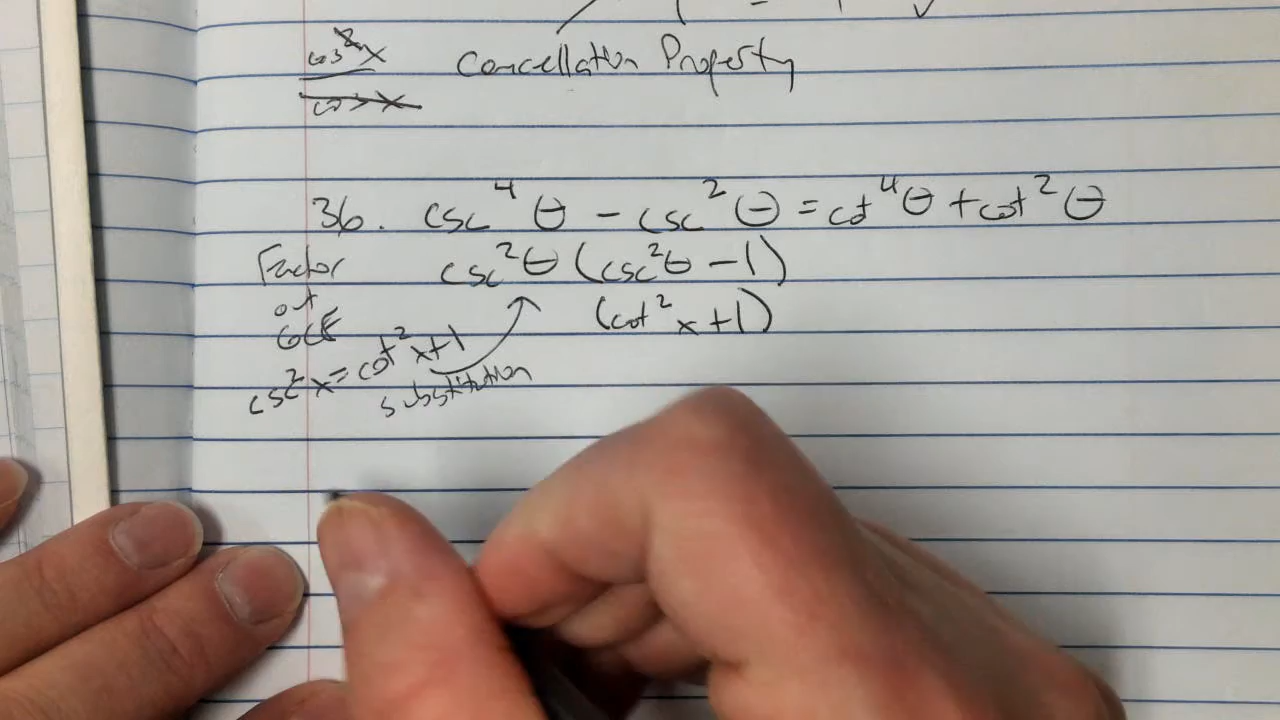 cos²x
cos x
Cancellation Property
36. csc⁴θ - csc²θ = cot⁴θ + cot²θ
Factor
out
GCF
csc²θ (csc²θ - 1)
(cot²x + 1)
csc²x = cot²x + 1
substitution